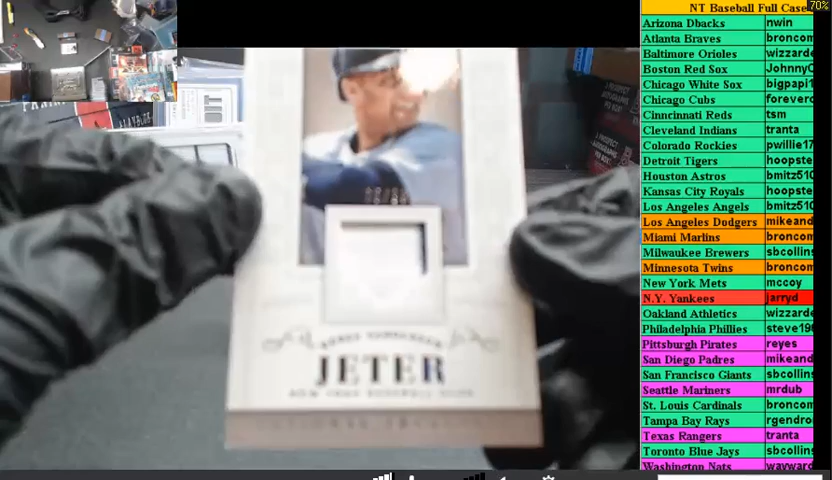 NT Baseball Full Case
70%
Arizona Dbacks nwin
Atlanta Braves broncom
Baltimore Orioles wizzarde
Boston Red Sox JohnnyC
Chicago White Sox bigpapi1
Chicago Cubs foreverc
Cinncinnati Reds tsm
Cleveland Indians tranta
Colorado Rockies pwillie17
Detroit Tigers hoopste
Houston Astros bmitz510
Kansas City Royals hoopste
Los Angeles Angels bmitz510
Los Angeles Dodgers mikeand
Miami Marlins broncom
Milwaukee Brewers sbcollins
Minnesota Twins broncom
New York Mets mccoy
N.Y. Yankees jarryd
Oakland Athletics wizzarde
Philadelphia Phillies steve19
Pittsburgh Pirates reyes
San Diego Padres mikeand
San Francisco Giants sbcollins
Seattle Mariners mrdub
St. Louis Cardinals broncom
Tampa Bay Rays rgendro
Texas Rangers tranta
Toronto Blue Jays sbcollins
Washington Nats wayward
JETER